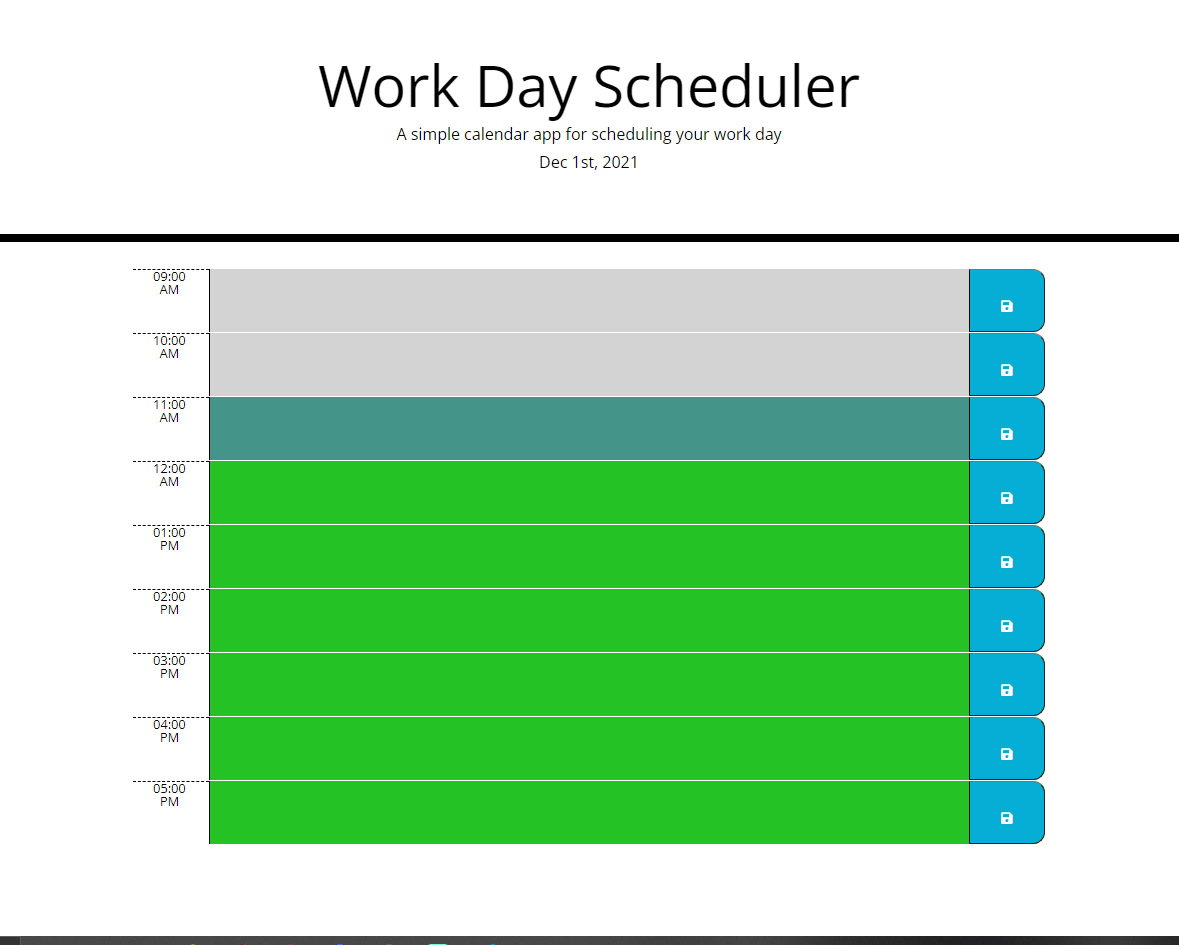 Work Day Scheduler
A simple calendar app for scheduling your work day
Dec 1st, 2021
09:00
AM
10:00
AM
11:00
AM
12:00
AM
01:00
PM
02:00
PM
03:00
PM
04:00
PM
05:00
PM